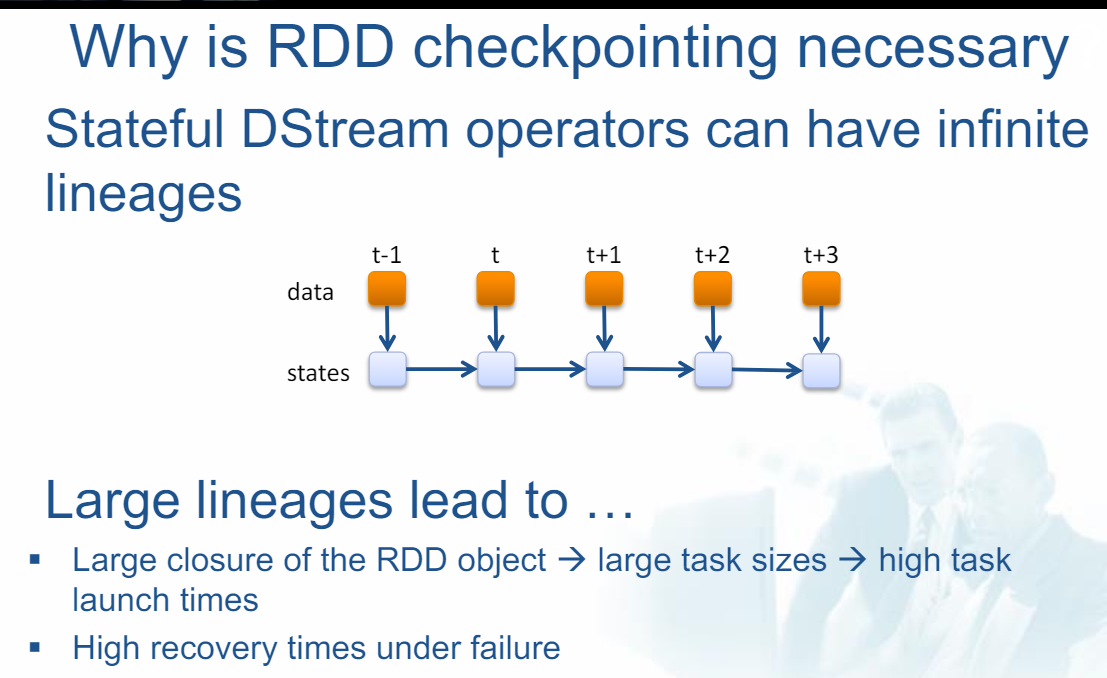 Why is RDD checkpointing necessary
Stateful DStream operators can have infinite
lineages
t-1 t t+1 t+2 t+3
data
states
Large lineages lead to …
▪ Large closure of the RDD object → large task sizes → high task
launch times
▪ High recovery times under failure